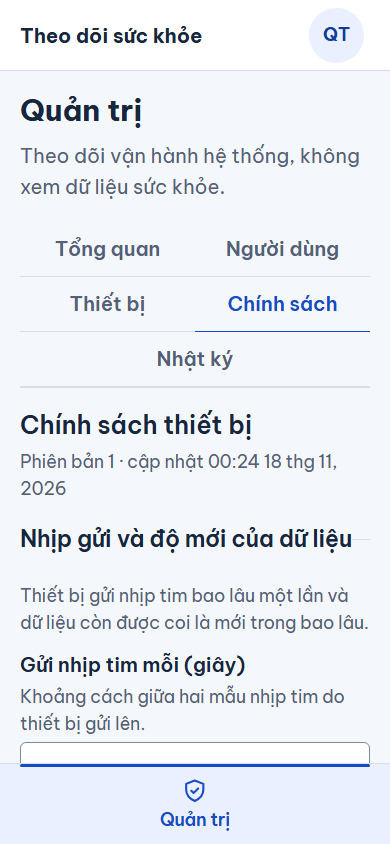 Theo dõi sức khỏe
QT
Quản trị
Theo dõi vận hành hệ thống, không
xem dữ liệu sức khỏe.
Tổng quan
Người dùng
Thiết bị
Chính sách
Nhật ký
Chính sách thiết bị
Phiên bản 1 · cập nhật 00:24 18 thg 11,
2026
Nhịp gửi và độ mới của dữ liệu
Thiết bị gửi nhịp tim bao lâu một lần và
dữ liệu còn được coi là mới trong bao lâu.
Gửi nhịp tim mỗi (giây)
Khoảng cách giữa hai mẫu nhịp tim do
thiết bị gửi lên.
Quản trị